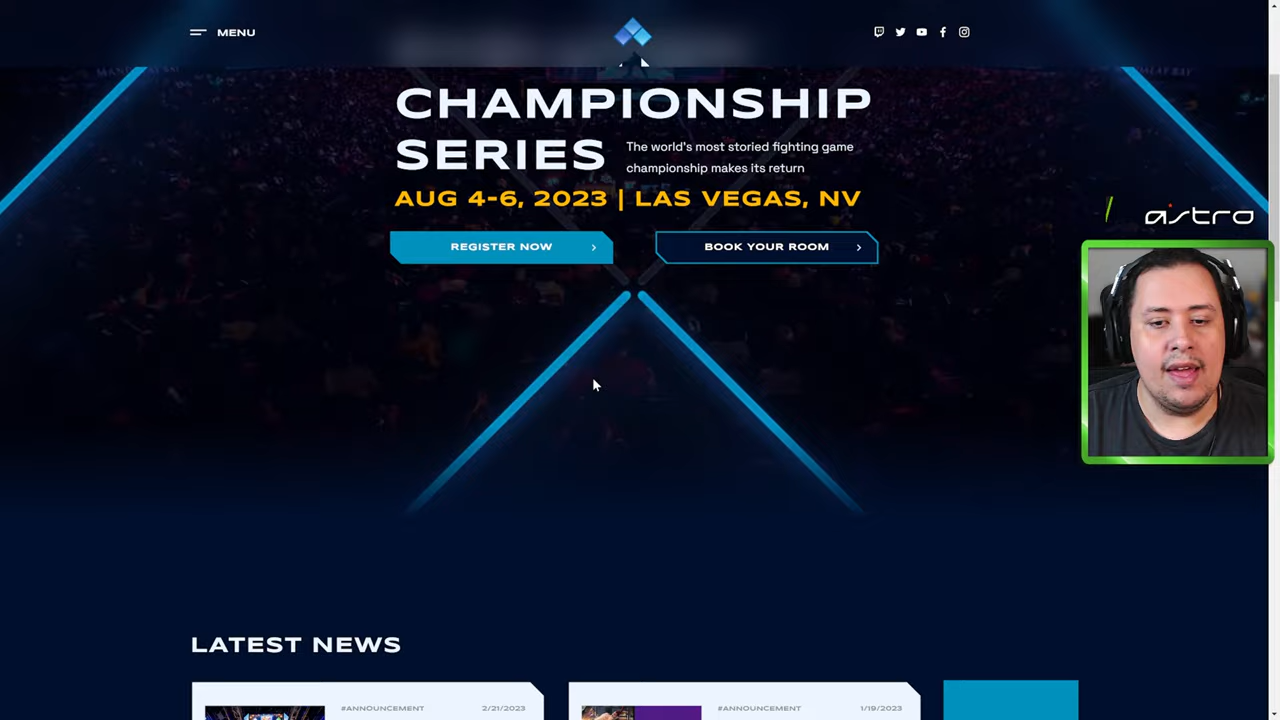 MENU
CHAMPIONSHIP
SERIES
The world's most storied fighting game
championship makes its return
AUG 4-6, 2023 | LAS VEGAS, NV
REGISTER NOW
BOOK YOUR ROOM
astro
LATEST NEWS
#ANNOUNCEMENT
2/21/2023
#ANNOUNCEMENT
1/19/2023